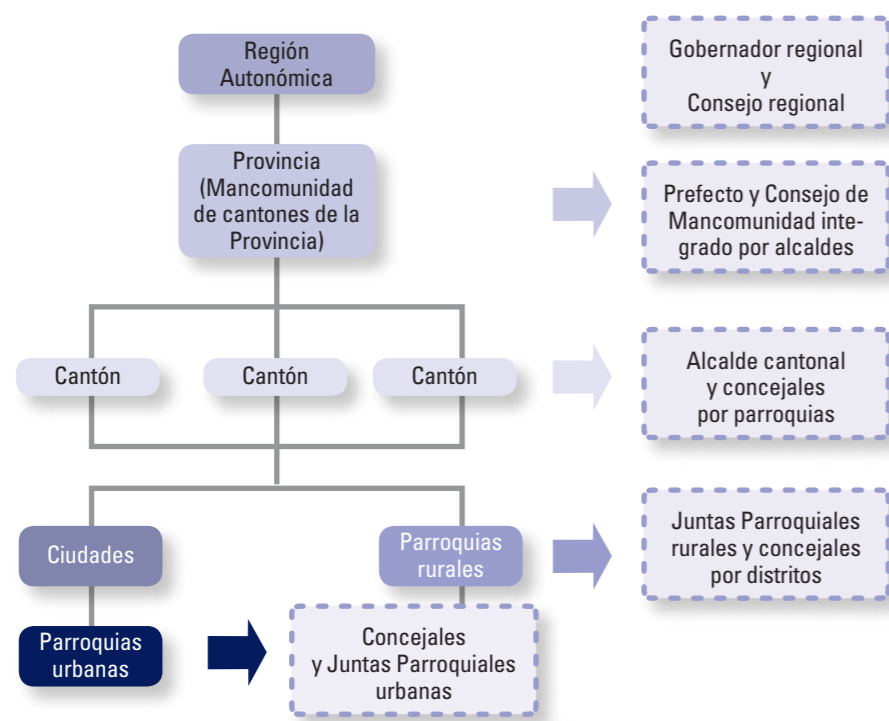 Región
Autonómica
Gobernador regional
y
Consejo regional
Provincia
(Mancomunidad
de cantones de la
Provincia)
Prefecto y Consejo de
Mancomunidad inte-
grado por alcaldes
Cantón
Cantón
Cantón
Alcalde cantonal
y concejales
por parroquias
Ciudades
Parroquias
rurales
Juntas Parroquiales
rurales y concejales
por distritos
Parroquias
urbanas
Concejales
y Juntas Parroquiales
urbanas